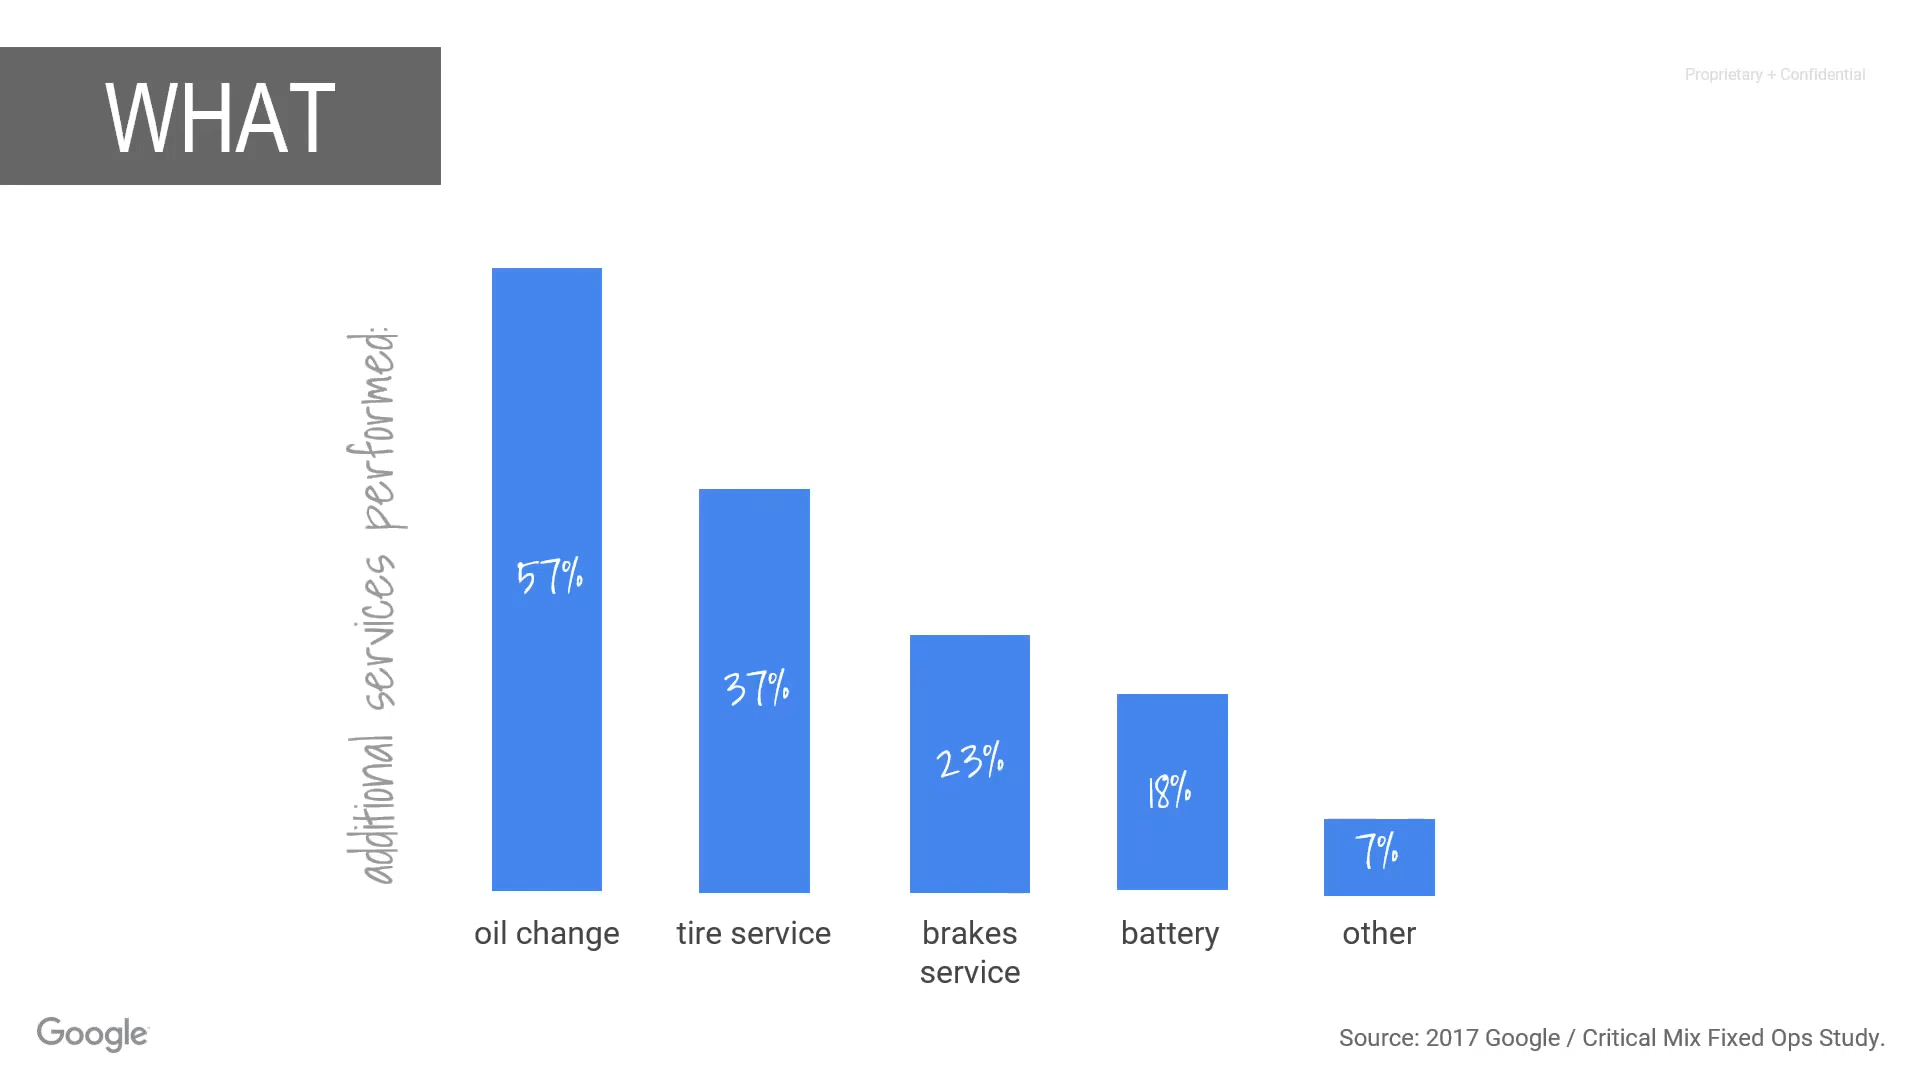 WHAT
Proprietary + Confidential
additional services performed:
57%
37%
23%
18%
7%
oil change
tire service
brakes
service
battery
other
Google
Source: 2017 Google / Critical Mix Fixed Ops Study.